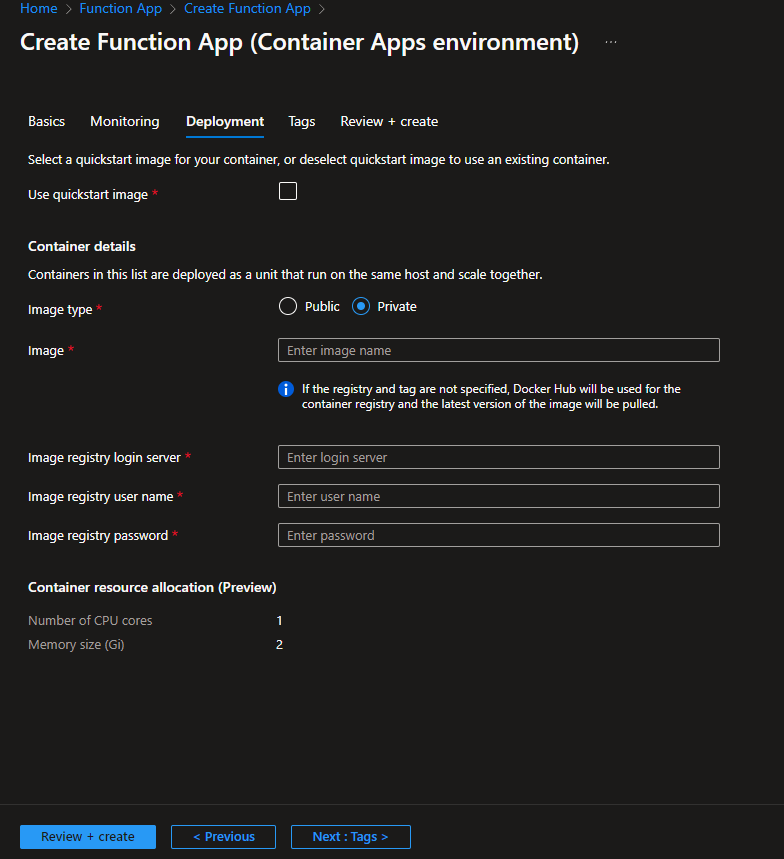 Home > Function App > Create Function App >
Create Function App (Container Apps environment) ...
Basics Monitoring Deployment Tags Review + create
Select a quickstart image for your container, or deselect quickstart image to use an existing container.
Use quickstart image *
Container details
Containers in this list are deployed as a unit that run on the same host and scale together.
Image type * Public Private
Image * Enter image name
If the registry and tag are not specified, Docker Hub will be used for the
container registry and the latest version of the image will be pulled.
Image registry login server * Enter login server
Image registry user name * Enter user name
Image registry password * Enter password
Container resource allocation (Preview)
Number of CPU cores 1
Memory size (Gi) 2
Review + create < Previous Next : Tags >